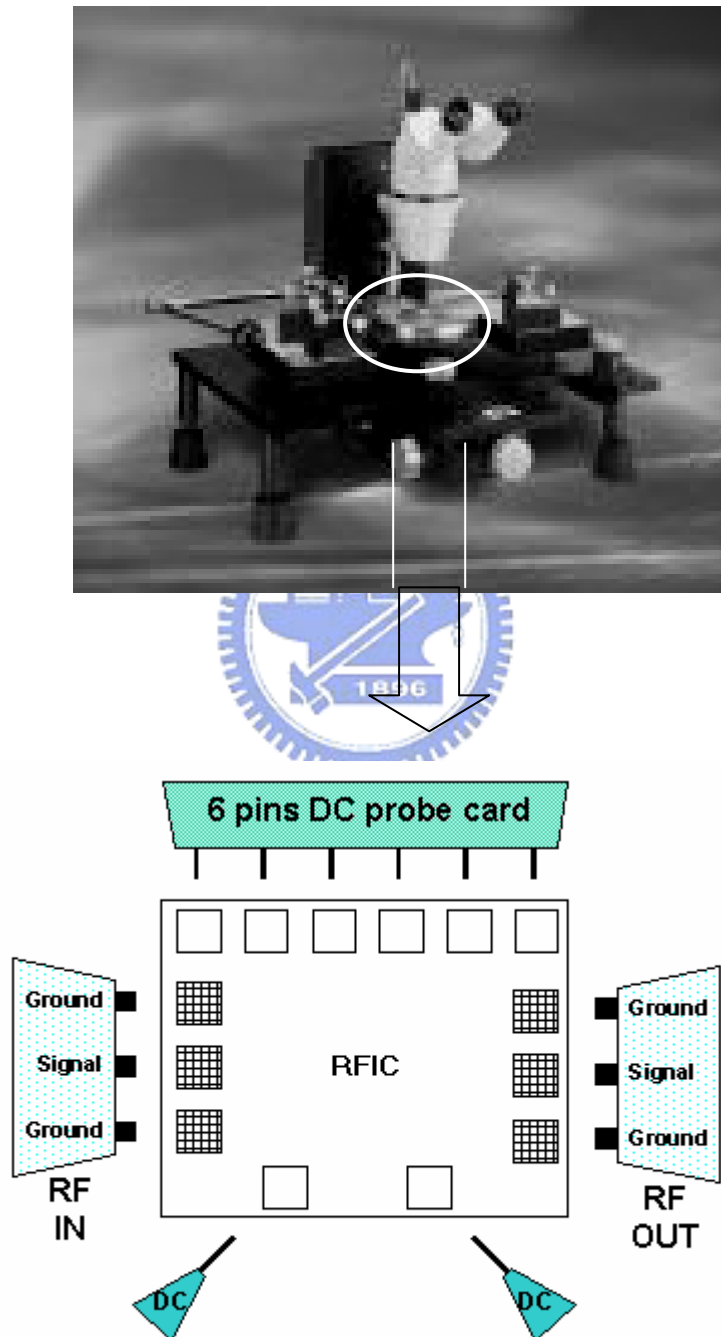 1896
6 pins DC probe card
Ground
Signal
Ground
RFIC
Ground
Signal
Ground
RF
IN
RF
OUT
DC
DC